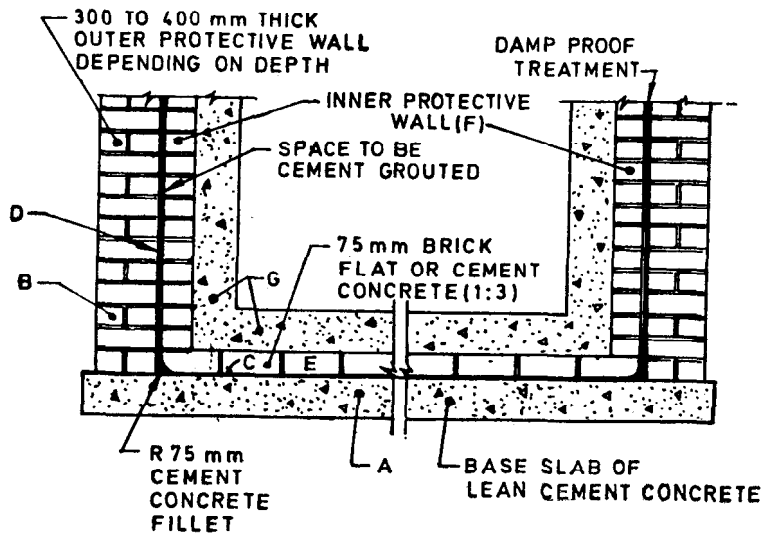 300 TO 400 mm THICK
OUTER PROTECTIVE WALL
DEPENDING ON DEPTH
DAMP PROOF
TREATMENT
INNER PROTECTIVE
WALL(F)
SPACE TO BE
CEMENT GROUTED
D
75mm BRICK
FLAT OR CEMENT
CONCRETE(1:3)
G
B
C
E
R 75 mm
CEMENT
CONCRETE
FILLET
A
BASE SLAB OF
LEAN CEMENT CONCRETE